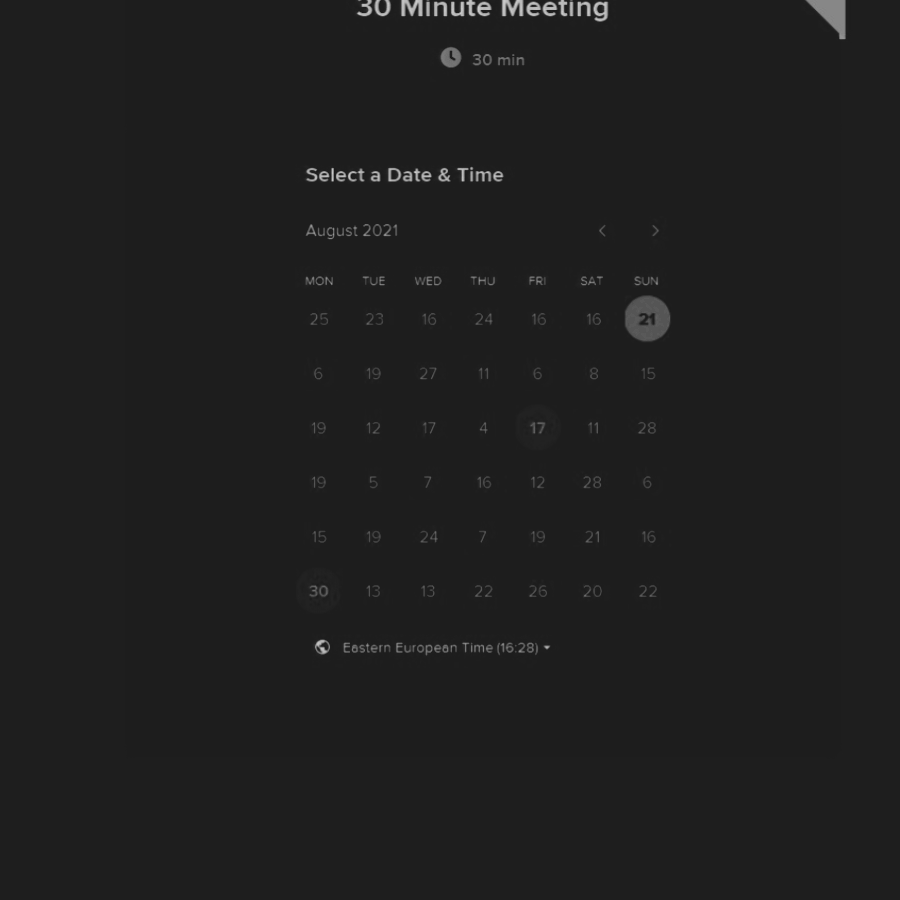 30 Minute Meeting
30 min
Select a Date & Time
August 2021
MON TUE WED THU FRI SAT SUN
25 23 16 24 16 16 21
6 19 27 11 6 8 15
19 12 17 4 17 11 28
19 5 7 16 12 28 6
15 19 24 7 19 21 16
30 13 13 22 26 20 22
Eastern European Time (16:28)